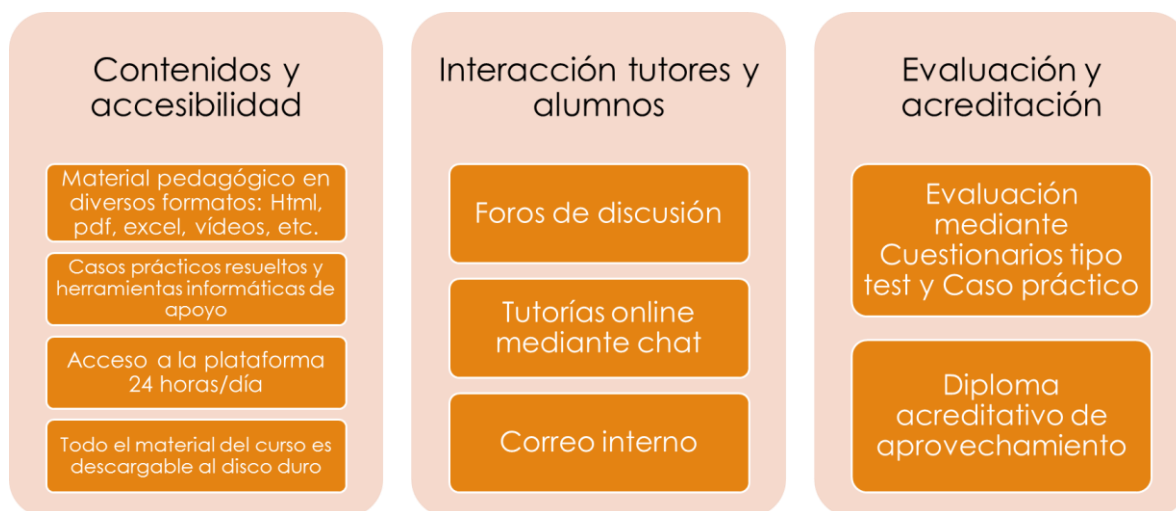 Contenidos y
accesibilidad
Material pedagógico en
diversos formatos: Html,
pdf, excel, vídeos, etc.
Casos prácticos resueltos y
herramientas informáticas de
apoyo
Acceso a la plataforma
24 horas/día
Todo el material del curso es
descargable al disco duro
Interacción tutores y
alumnos
Foros de discusión
Tutorías online
mediante chat
Correo interno
Evaluación y
acreditación
Evaluación
mediante
Cuestionarios tipo
test y Caso práctico
Diploma
acreditativo de
aprovechamiento